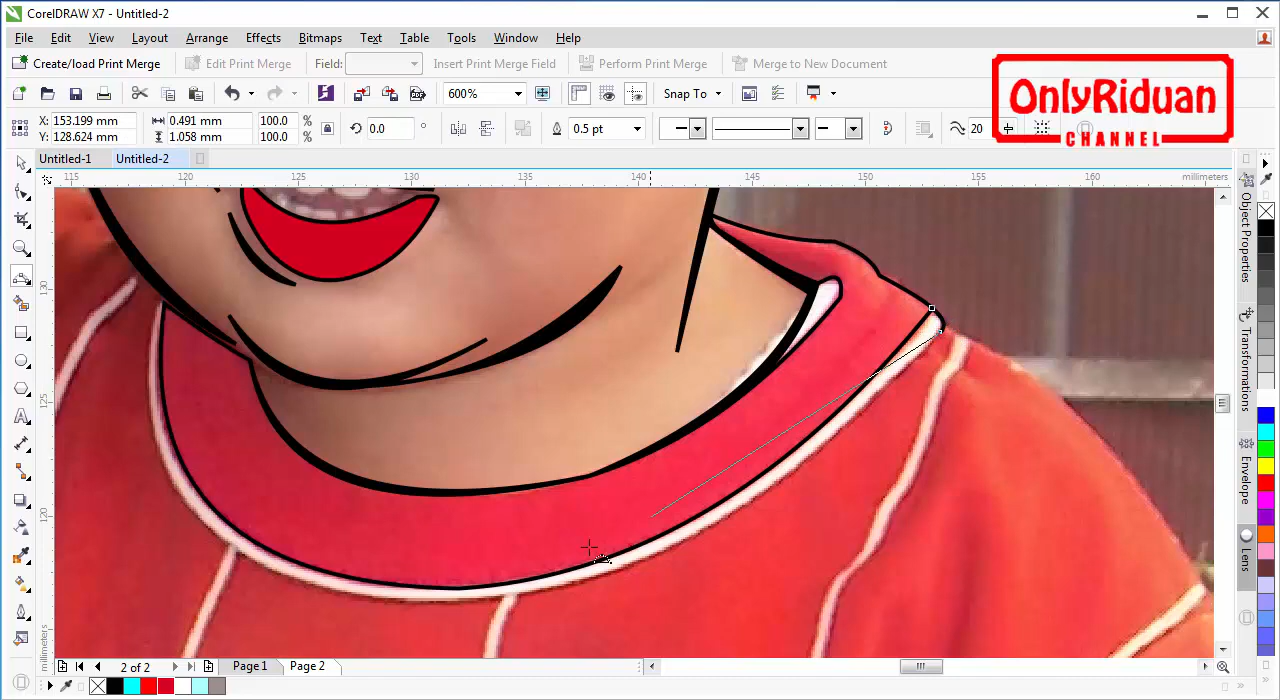 CorelDRAW X7 - Untitled-2
File Edit View Layout Arrange Effects Bitmaps Text Table Tools Window Help
Create/load Print Merge Edit Print Merge Field: Insert Print Merge Field Perform Print Merge Merge to New Document
600% Snap To
OnlyRiduan
CHANNEL
X: 153.199 mm 0.491 mm 100.0 % 0.0 ° 0.5 pt 20
Y: 128.624 mm 1.058 mm 100.0 %
Untitled-1 Untitled-2
115 120 125 130 135 140 145 150 155 160 millimeters
130
125
120
millimeters
Object Properties
Transformations
Envelope
Lens
2 of 2 Page 1 Page 2